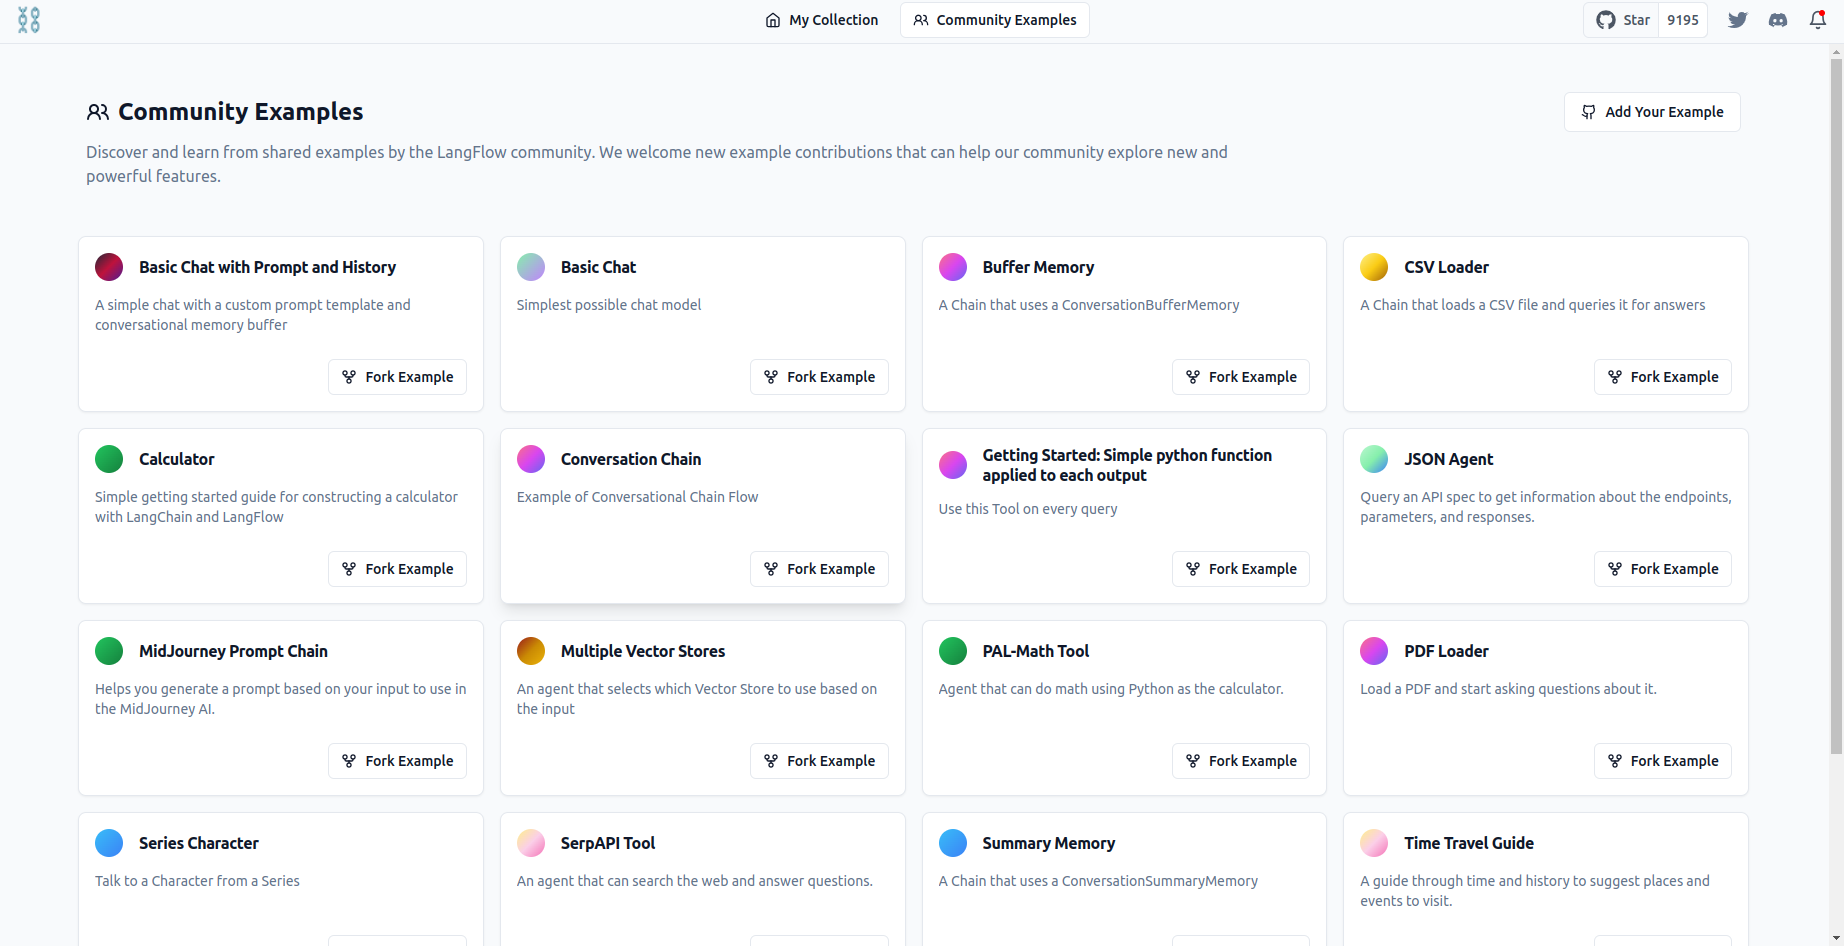 My Collection
Community Examples
Star
9195
Community Examples
Add Your Example
Discover and learn from shared examples by the LangFlow community. We welcome new example contributions that can help our community explore new and
powerful features.
Basic Chat with Prompt and History
A simple chat with a custom prompt template and
conversational memory buffer
Fork Example
Basic Chat
Simplest possible chat model
Fork Example
Buffer Memory
A Chain that uses a ConversationBufferMemory
Fork Example
CSV Loader
A Chain that loads a CSV file and queries it for answers
Fork Example
Calculator
Simple getting started guide for constructing a calculator
with LangChain and LangFlow
Fork Example
Conversation Chain
Example of Conversational Chain Flow
Fork Example
Getting Started: Simple python function
applied to each output
Use this Tool on every query
Fork Example
JSON Agent
Query an API spec to get information about the endpoints,
parameters, and responses.
Fork Example
MidJourney Prompt Chain
Helps you generate a prompt based on your input to use in
the MidJourney AI.
Fork Example
Multiple Vector Stores
An agent that selects which Vector Store to use based on
the input
Fork Example
PAL-Math Tool
Agent that can do math using Python as the calculator.
Fork Example
PDF Loader
Load a PDF and start asking questions about it.
Fork Example
Series Character
Talk to a Character from a Series
SerpAPI Tool
An agent that can search the web and answer questions.
Summary Memory
A Chain that uses a ConversationSummaryMemory
Time Travel Guide
A guide through time and history to suggest places and
events to visit.